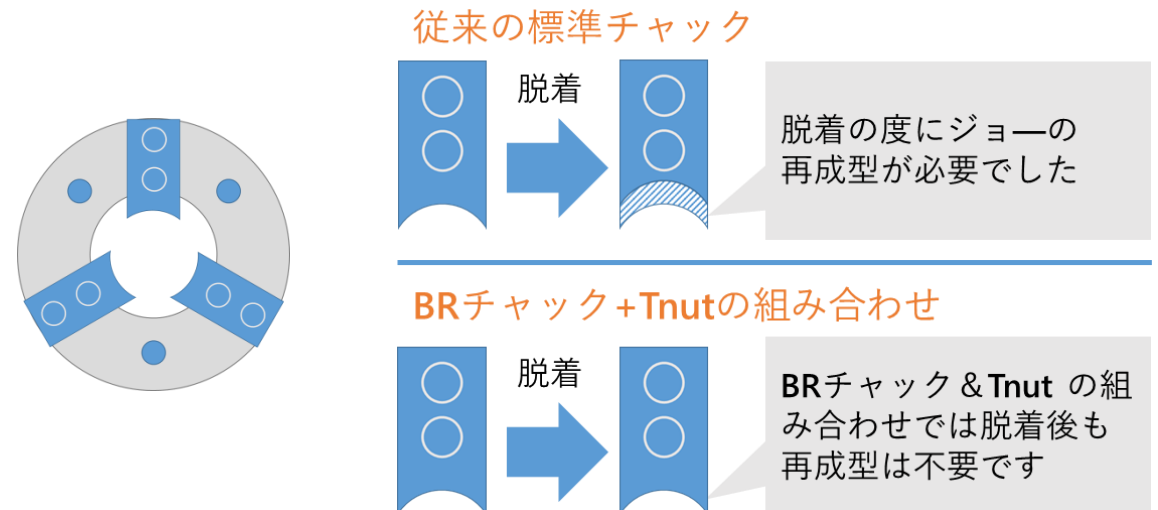 従来の標準チャック
脱着
脱着の度にジョーの
再成型が必要でした
BRチャック+Tnutの組み合わせ
脱着
BRチャック＆Tnut の組
み合わせでは脱着後も
再成型は不要です